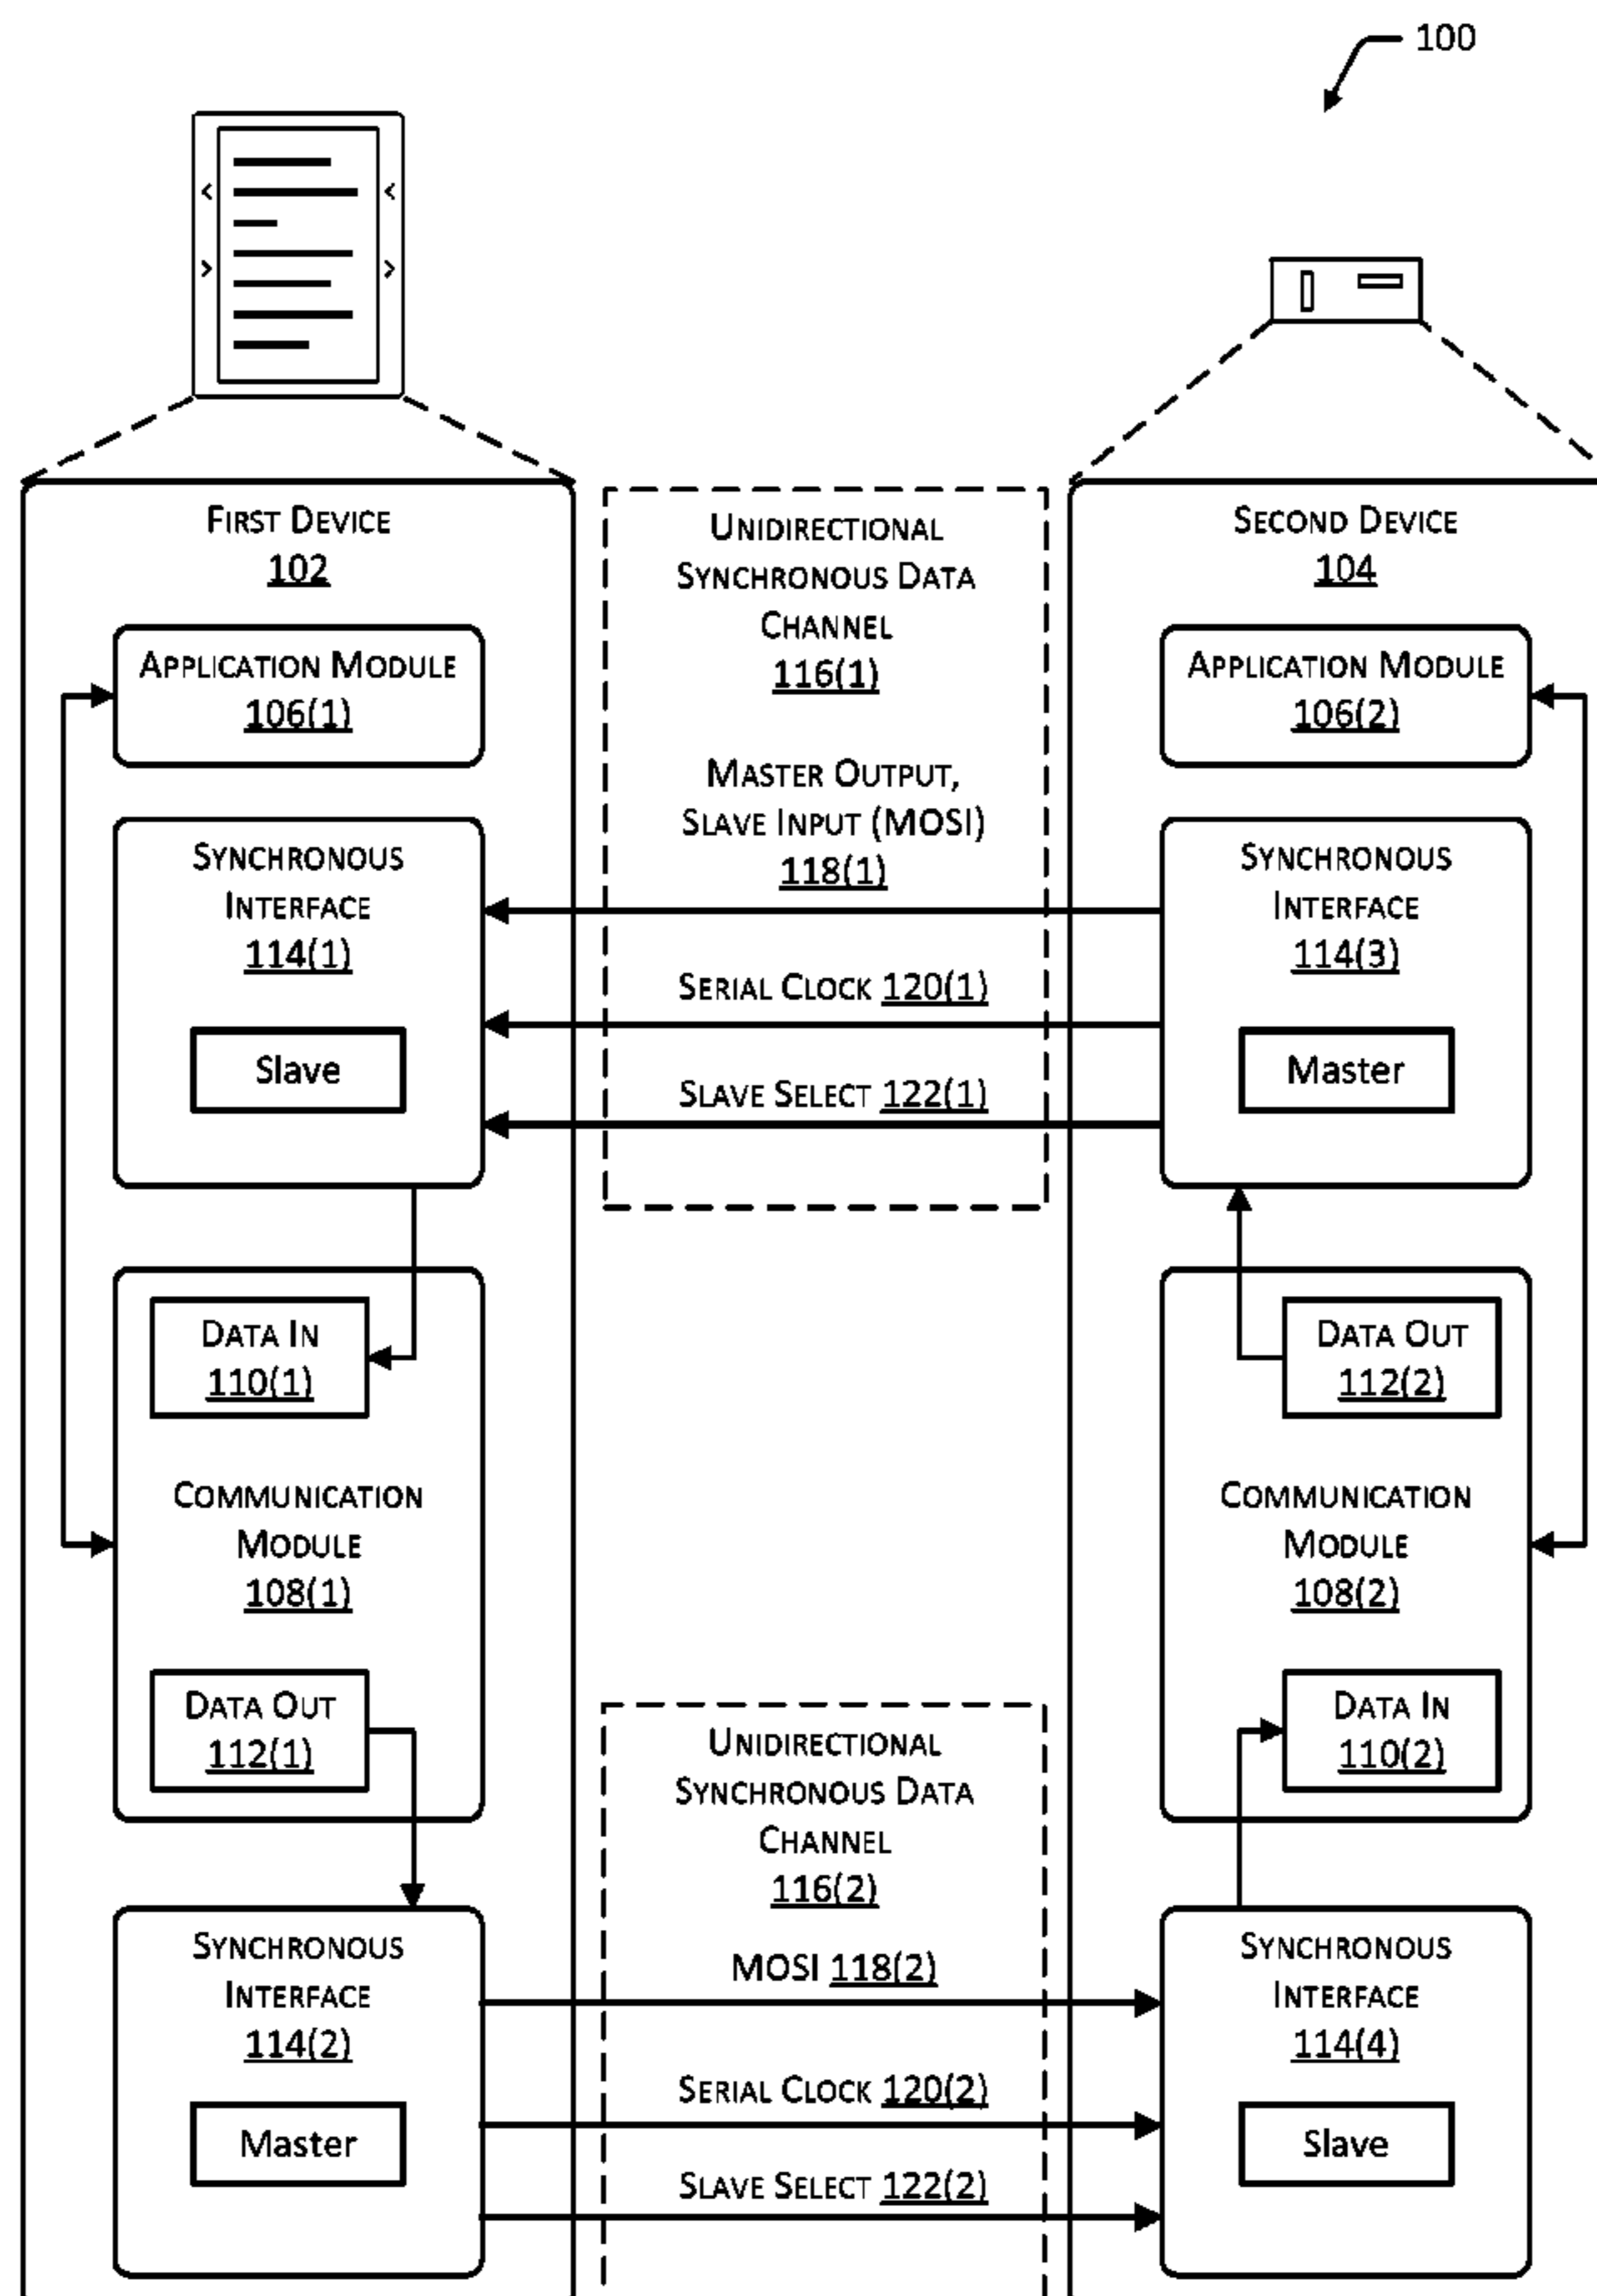 100
FIRST DEVICE
102
APPLICATION MODULE
106(1)
SYNCHRONOUS
INTERFACE
114(1)
Slave
DATA IN
110(1)
COMMUNICATION
MODULE
108(1)
DATA OUT
112(1)
SYNCHRONOUS
INTERFACE
114(2)
Master
UNIDIRECTIONAL
SYNCHRONOUS DATA
CHANNEL
116(1)
MASTER OUTPUT,
SLAVE INPUT (MOSI)
118(1)
SERIAL CLOCK 120(1)
SLAVE SELECT 122(1)
UNIDIRECTIONAL
SYNCHRONOUS DATA
CHANNEL
116(2)
MOSI 118(2)
SERIAL CLOCK 120(2)
SLAVE SELECT 122(2)
SECOND DEVICE
104
APPLICATION MODULE
106(2)
SYNCHRONOUS
INTERFACE
114(3)
Master
DATA OUT
112(2)
COMMUNICATION
MODULE
108(2)
DATA IN
110(2)
SYNCHRONOUS
INTERFACE
114(4)
Slave